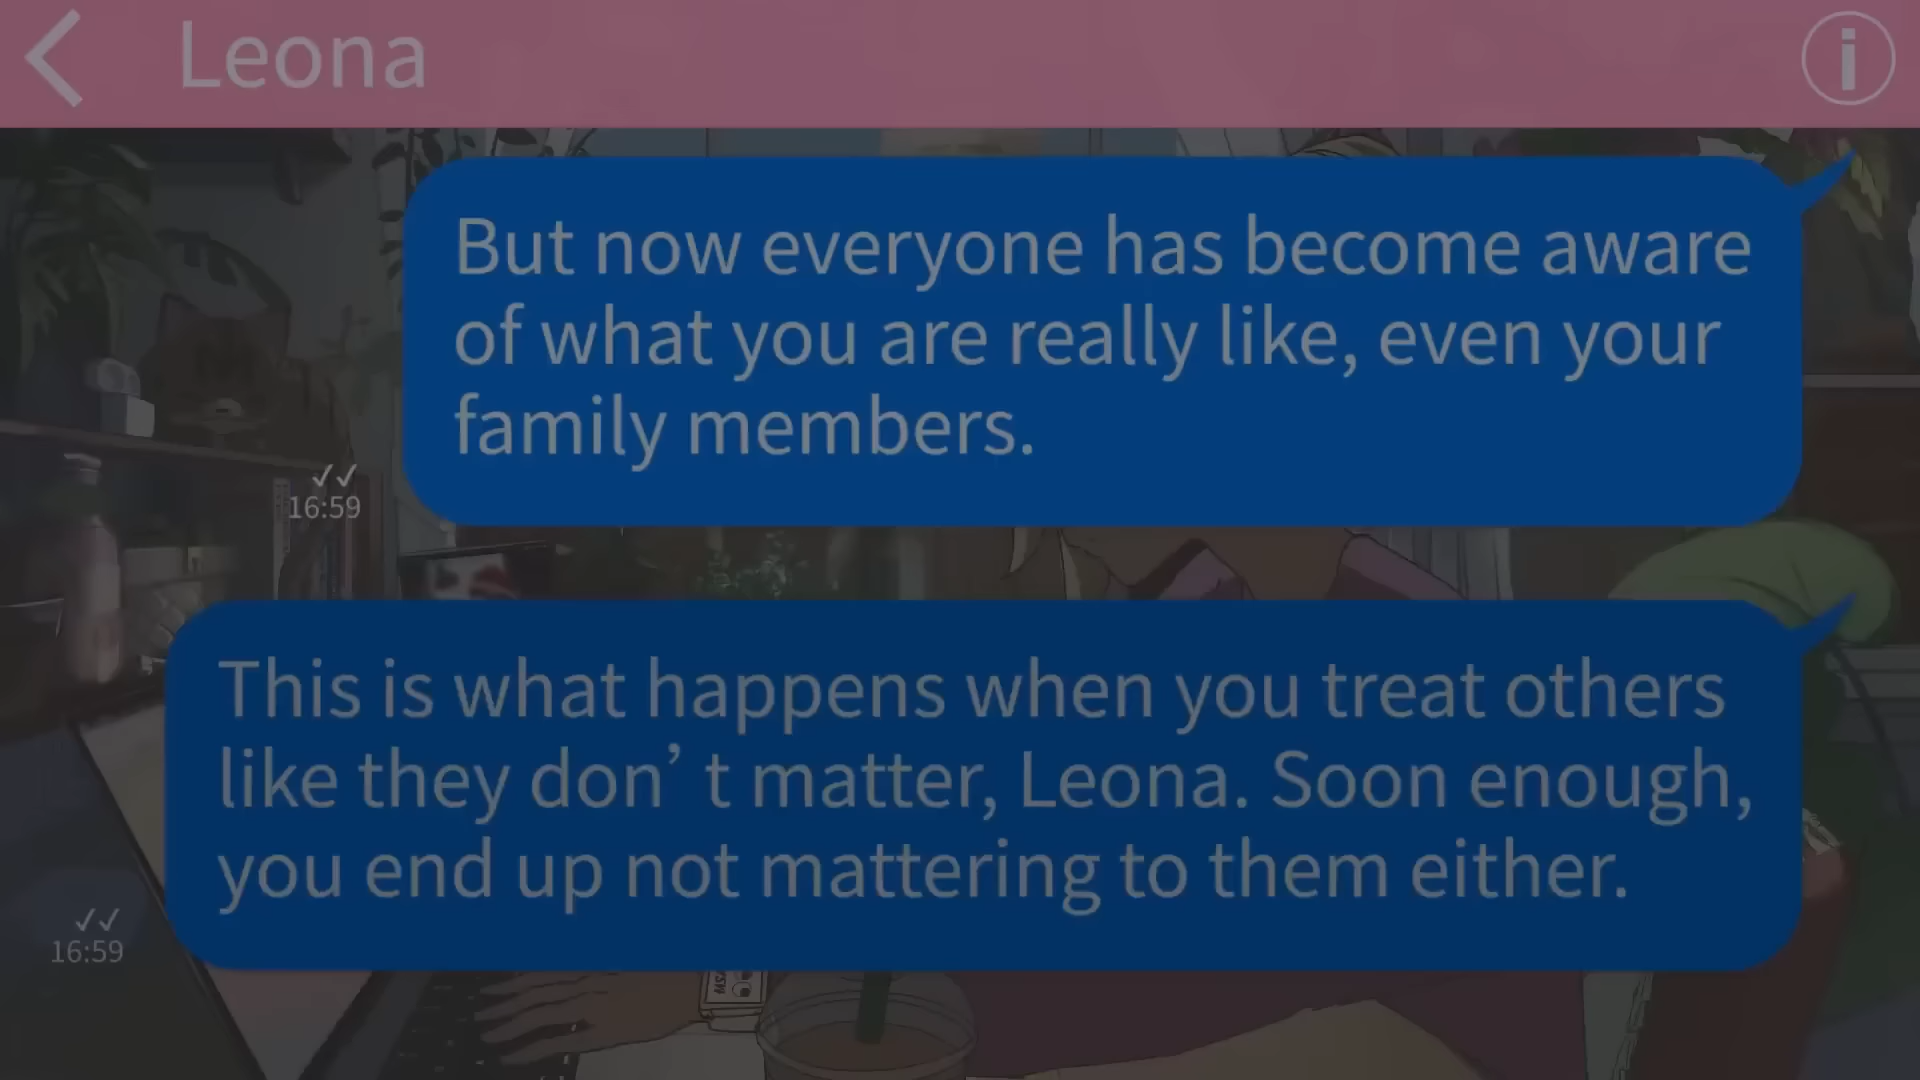 Leona
But now everyone has become aware
of what you are really like, even your
family members.
16:59
This is what happens when you treat others
like they don’ t matter, Leona. Soon enough,
you end up not mattering to them either.
16:59